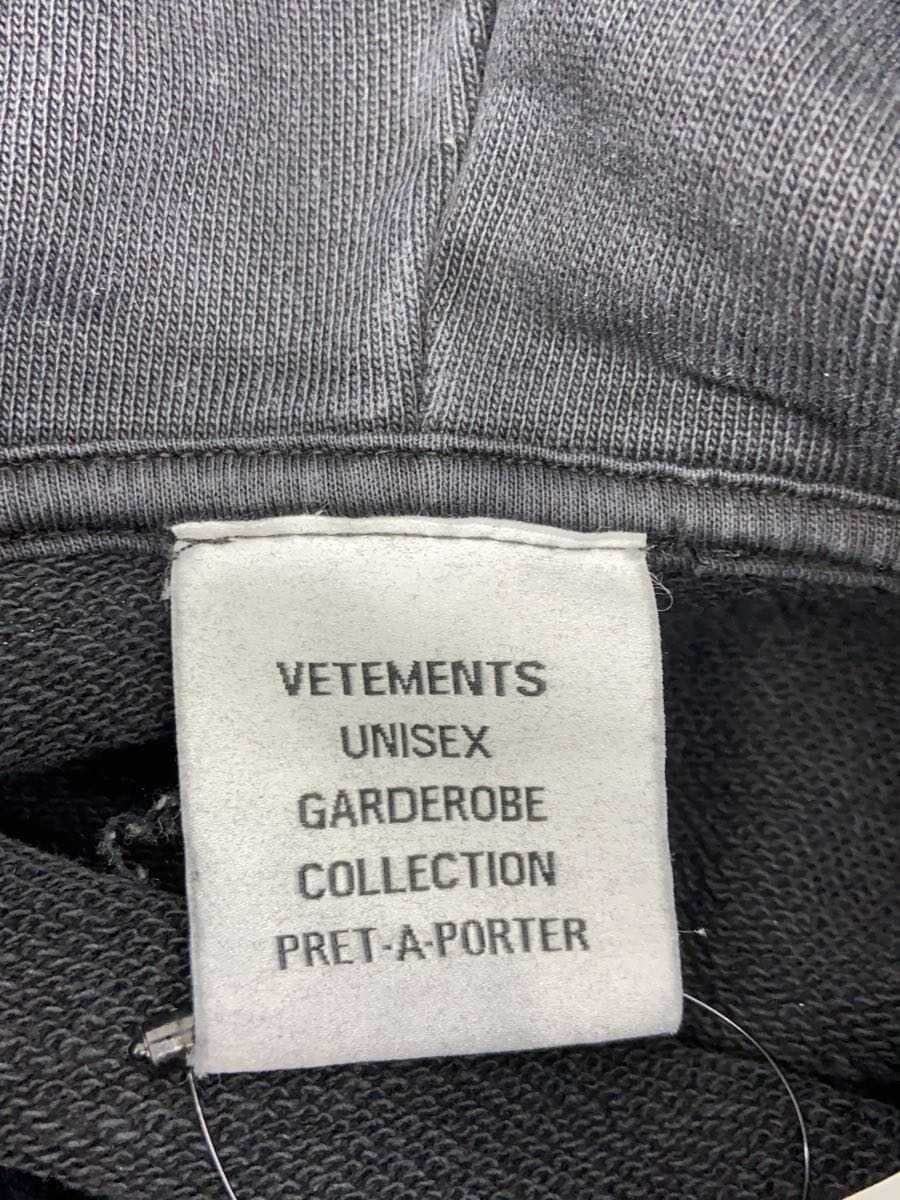 VETEMENTS
UNISEX
GARDEROBE
COLLECTION
PRET-A-PORTER